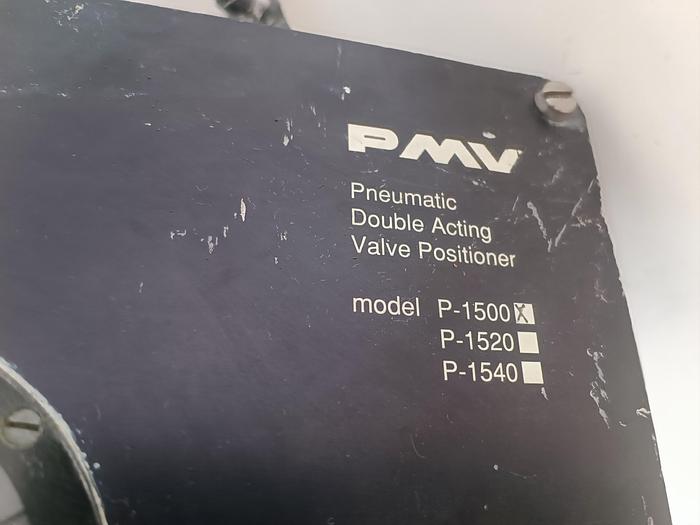 PMV
Pneumatic
Double Acting
Valve Positioner
model P-1500
P-1520
P-1540